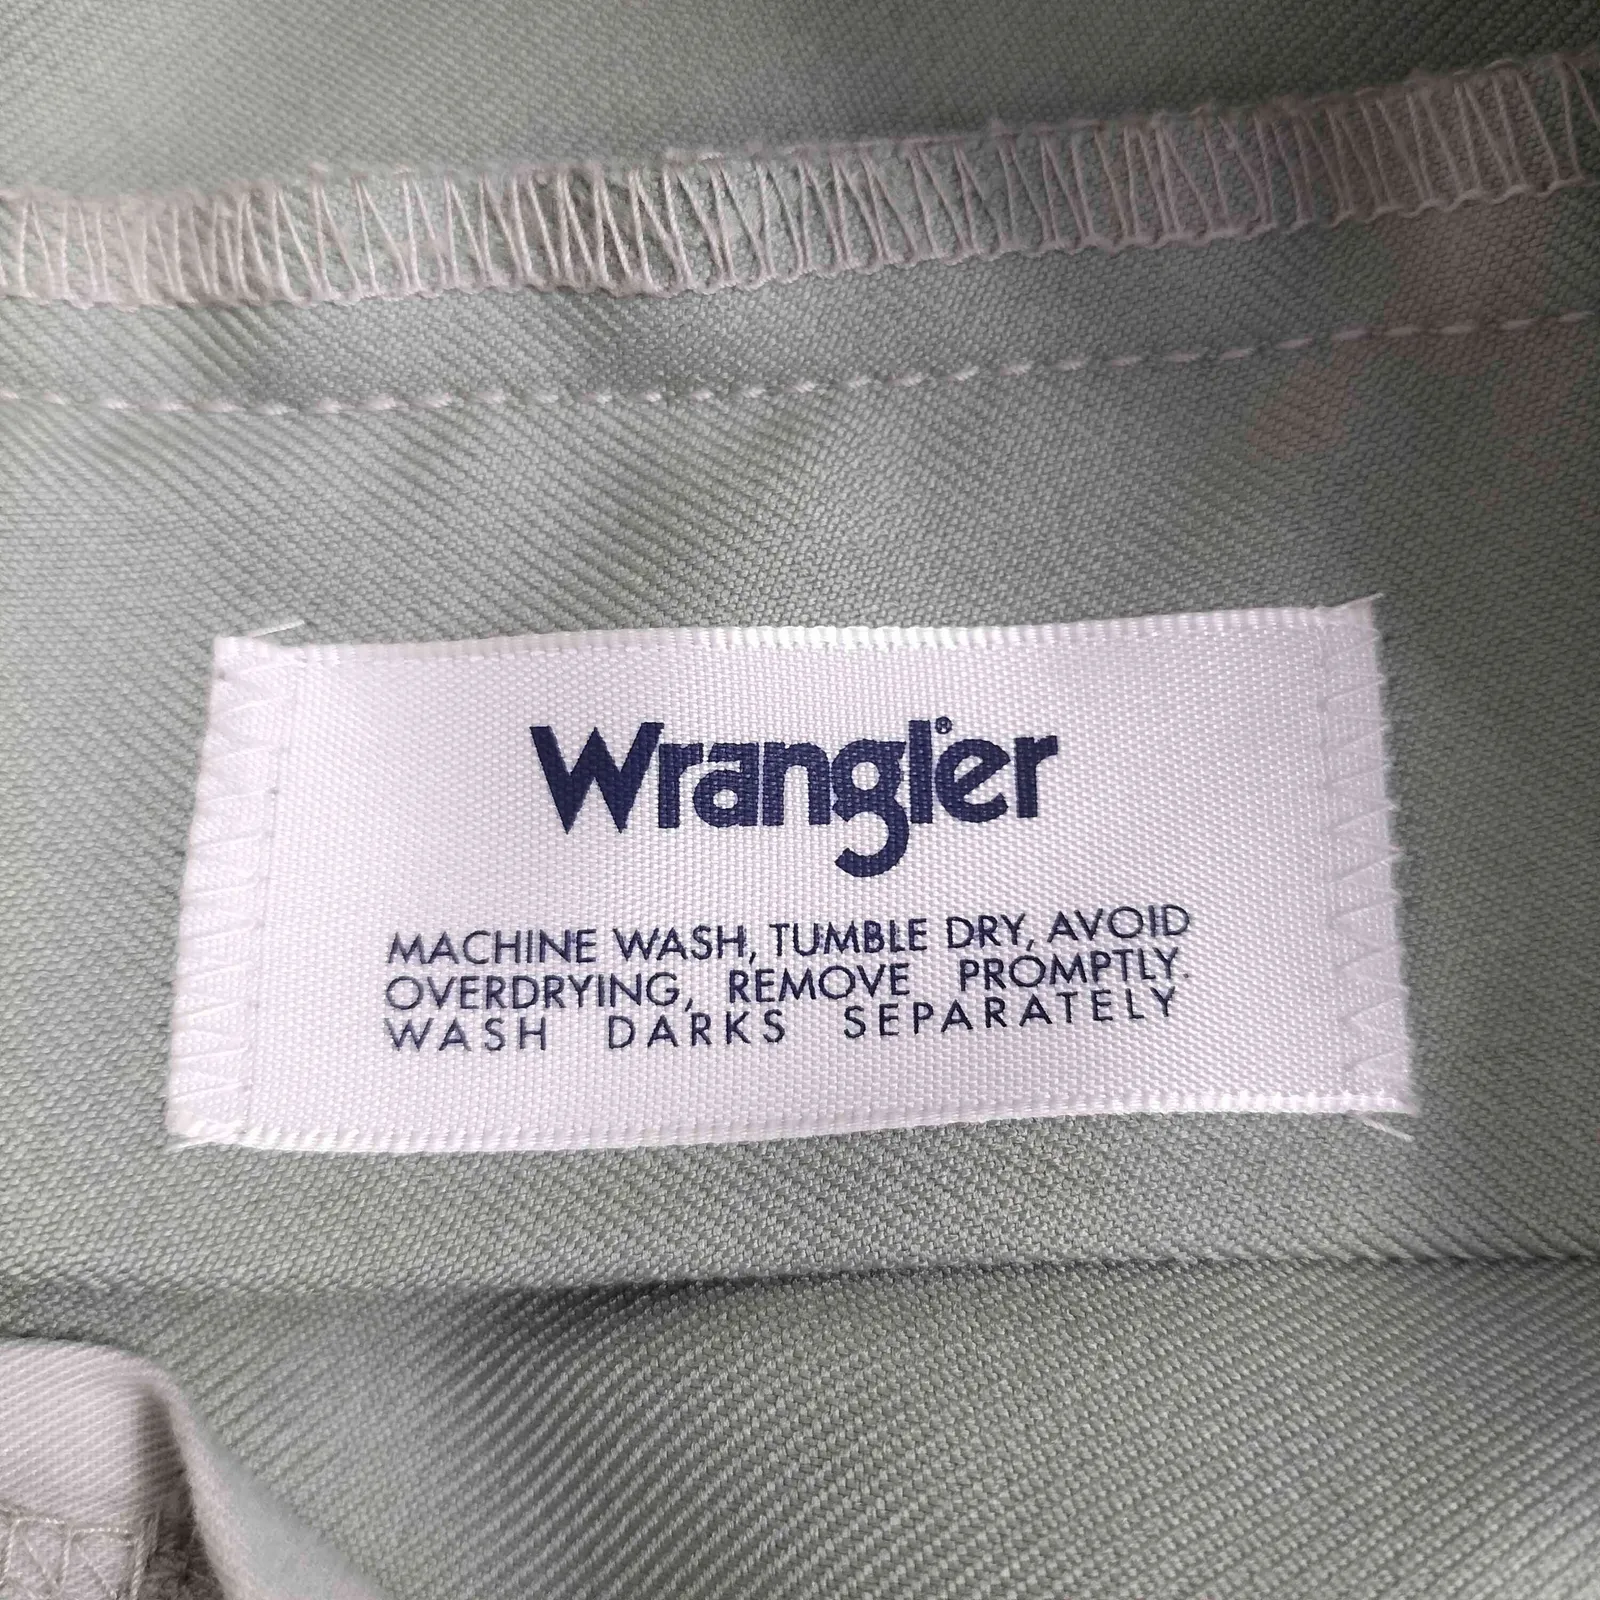 Wrangler®
MACHINE WASH, TUMBLE DRY, AVOID
OVERDRYING, REMOVE PROMPTLY.
WASH DARKS SEPARATELY